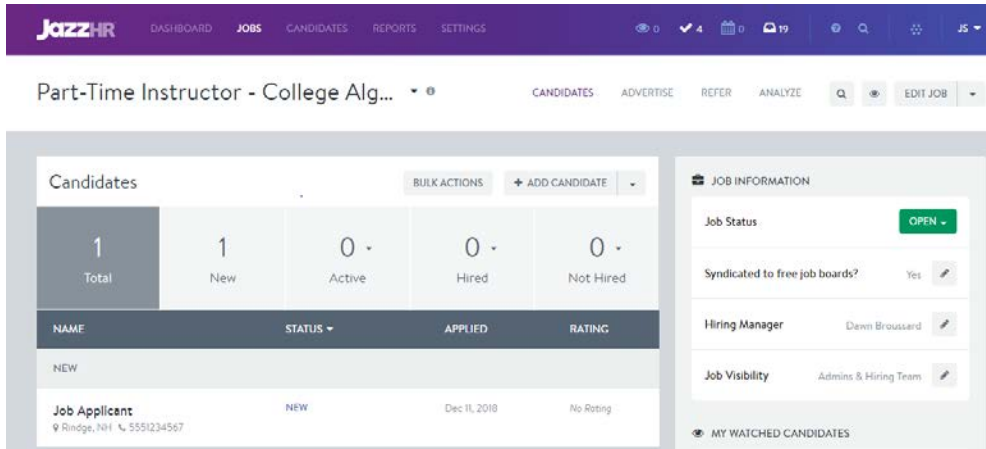 JazzHR DASHBOARD JOBS CANDIDATES REPORTS SETTINGS 0 4 0 19 JS
Part-Time Instructor - College Alg... CANDIDATES ADVERTISE REFER ANALYZE EDIT JOB
Candidates BULK ACTIONS + ADD CANDIDATE
1 1 0 0 0
Total New Active Hired Not Hired
NAME STATUS APPLIED RATING
NEW
Job Applicant NEW Dec 11, 2018 No Rating
Rindge, NH 5551234567
JOB INFORMATION
Job Status OPEN
Syndicated to free job boards? Yes
Hiring Manager Dawn Broussard
Job Visibility Admins & Hiring Team
MY WATCHED CANDIDATES